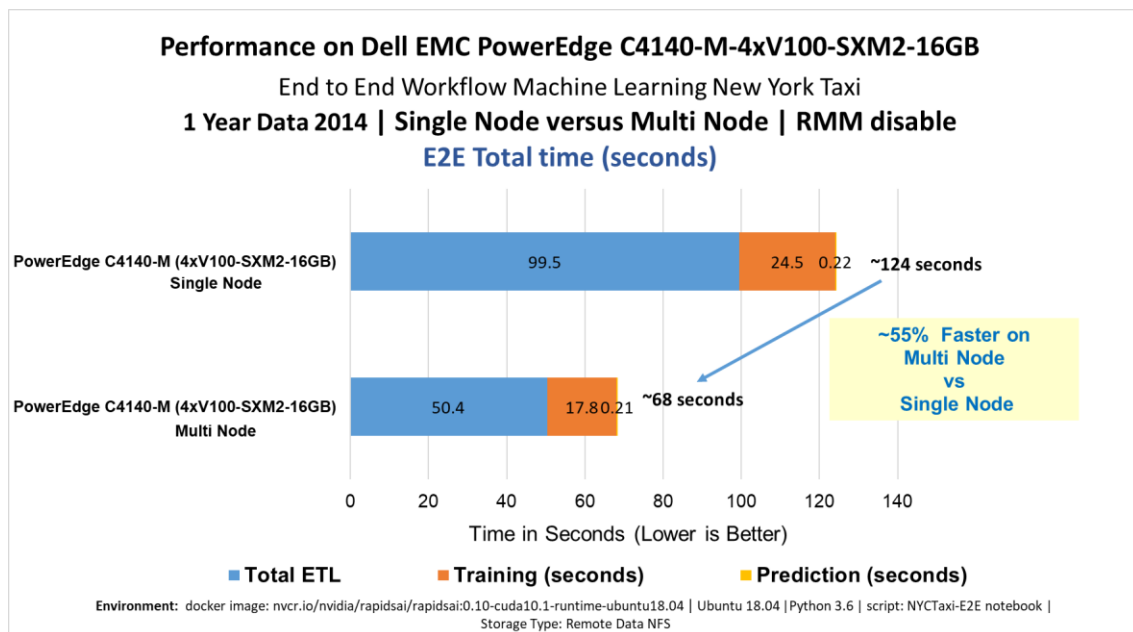 Performance on Dell EMC PowerEdge C4140-M-4xV100-SXM2-16GB
End to End Workflow Machine Learning New York Taxi
1 Year Data 2014 | Single Node versus Multi Node | RMM disable
E2E Total time (seconds)
PowerEdge C4140-M (4xV100-SXM2-16GB)
Single Node
99.5
24.5
0.22
~124 seconds
~55% Faster on
Multi Node
vs
Single Node
PowerEdge C4140-M (4xV100-SXM2-16GB)
Multi Node
50.4
17.8
0.21
~68 seconds
0 20 40 60 80 100 120 140
Time in Seconds (Lower is Better)
Total ETL Training (seconds) Prediction (seconds)
Environment: docker image: nvcr.io/nvidia/rapidsai/rapidsai:0.10-cuda10.1-runtime-ubuntu18.04 | Ubuntu 18.04 |Python 3.6 | script: NYCTaxi-E2E notebook |
Storage Type: Remote Data NFS